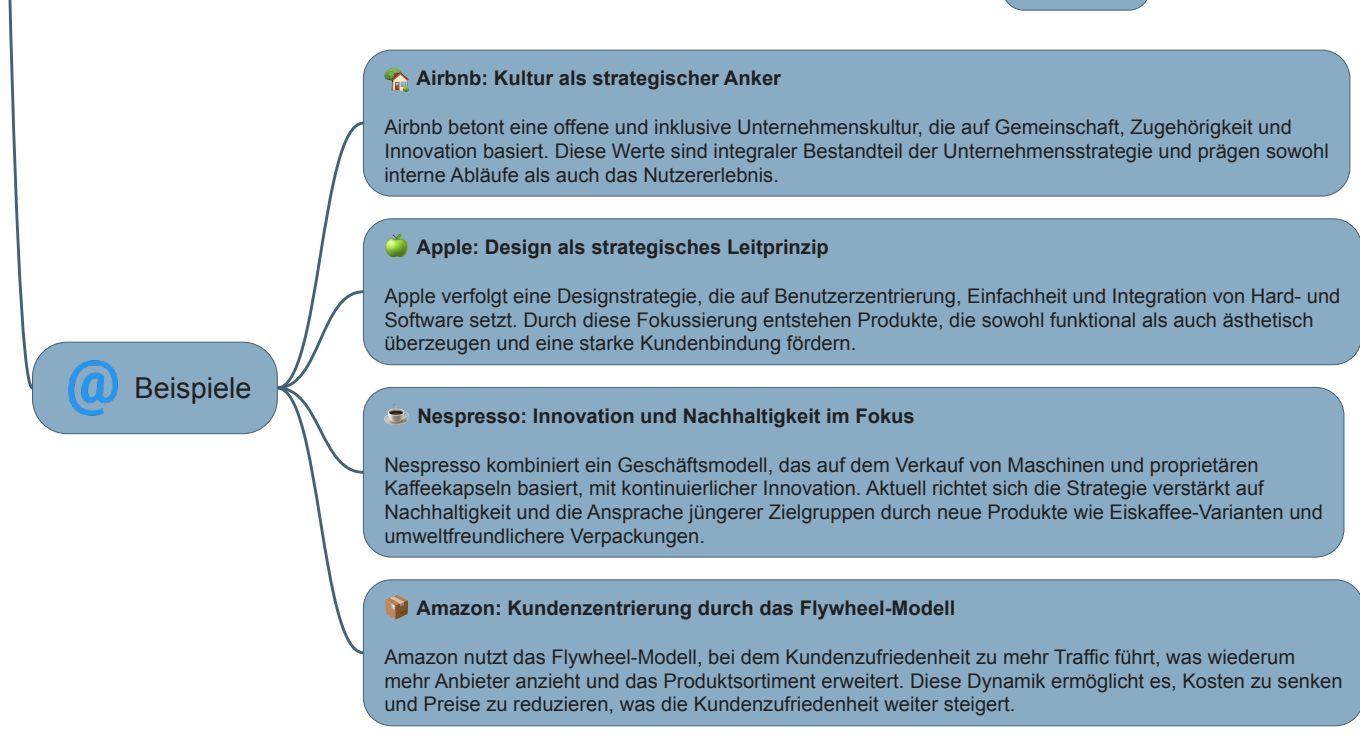 @ Beispiele
🏡 Airbnb: Kultur als strategischer Anker
Airbnb betont eine offene und inklusive Unternehmenskultur, die auf Gemeinschaft, Zugehörigkeit und
Innovation basiert. Diese Werte sind integraler Bestandteil der Unternehmensstrategie und prägen sowohl
interne Abläufe als auch das Nutzererlebnis.
🍏 Apple: Design als strategisches Leitprinzip
Apple verfolgt eine Designstrategie, die auf Benutzerzentrierung, Einfachheit und Integration von Hard- und
Software setzt. Durch diese Fokussierung entstehen Produkte, die sowohl funktional als auch ästhetisch
überzeugen und eine starke Kundenbindung fördern.
☕ Nespresso: Innovation und Nachhaltigkeit im Fokus
Nespresso kombiniert ein Geschäftsmodell, das auf dem Verkauf von Maschinen und proprietären
Kaffeekapseln basiert, mit kontinuierlicher Innovation. Aktuell richtet sich die Strategie verstärkt auf
Nachhaltigkeit und die Ansprache jüngerer Zielgruppen durch neue Produkte wie Eiskaffee-Varianten und
umweltfreundlichere Verpackungen.
📦 Amazon: Kundenzentrierung durch das Flywheel-Modell
Amazon nutzt das Flywheel-Modell, bei dem Kundenzufriedenheit zu mehr Traffic führt, was wiederum
mehr Anbieter anzieht und das Produktsortiment erweitert. Diese Dynamik ermöglicht es, Kosten zu senken
und Preise zu reduzieren, was die Kundenzufriedenheit weiter steigert.